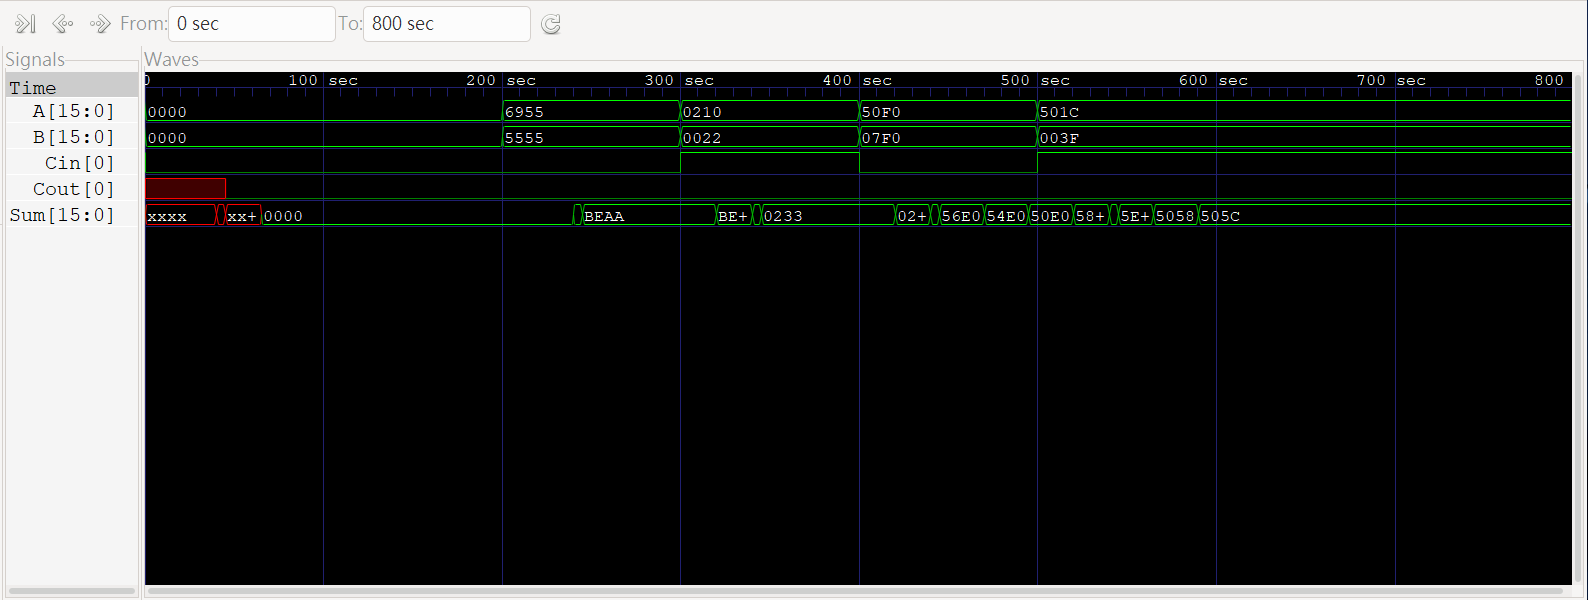 From: 0 sec To: 800 sec
Signals Waves
Time 0 100 sec 200 sec 300 sec 400 sec 500 sec 600 sec 700 sec 800
A[15:0] 0000 6955 0210 50F0 501C
B[15:0] 0000 5555 0022 07F0 003F
Cin[0]
Cout[0]
Sum[15:0] xxxx xx+ 0000 BEAA BE+ 0233 02+ 56E0 54E0 50E0 58+ 5E+ 5058 505C